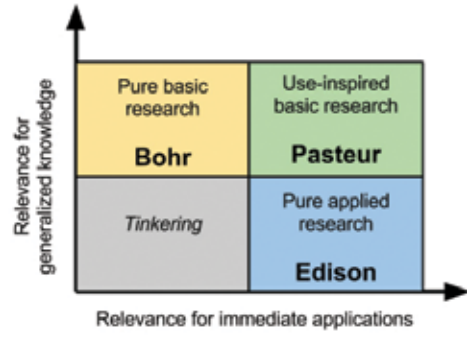 Relevance for
generalized knowledge
Pure basic
research
Bohr
Use-inspired
basic research
Pasteur
Tinkering
Pure applied
research
Edison
Relevance for immediate applications